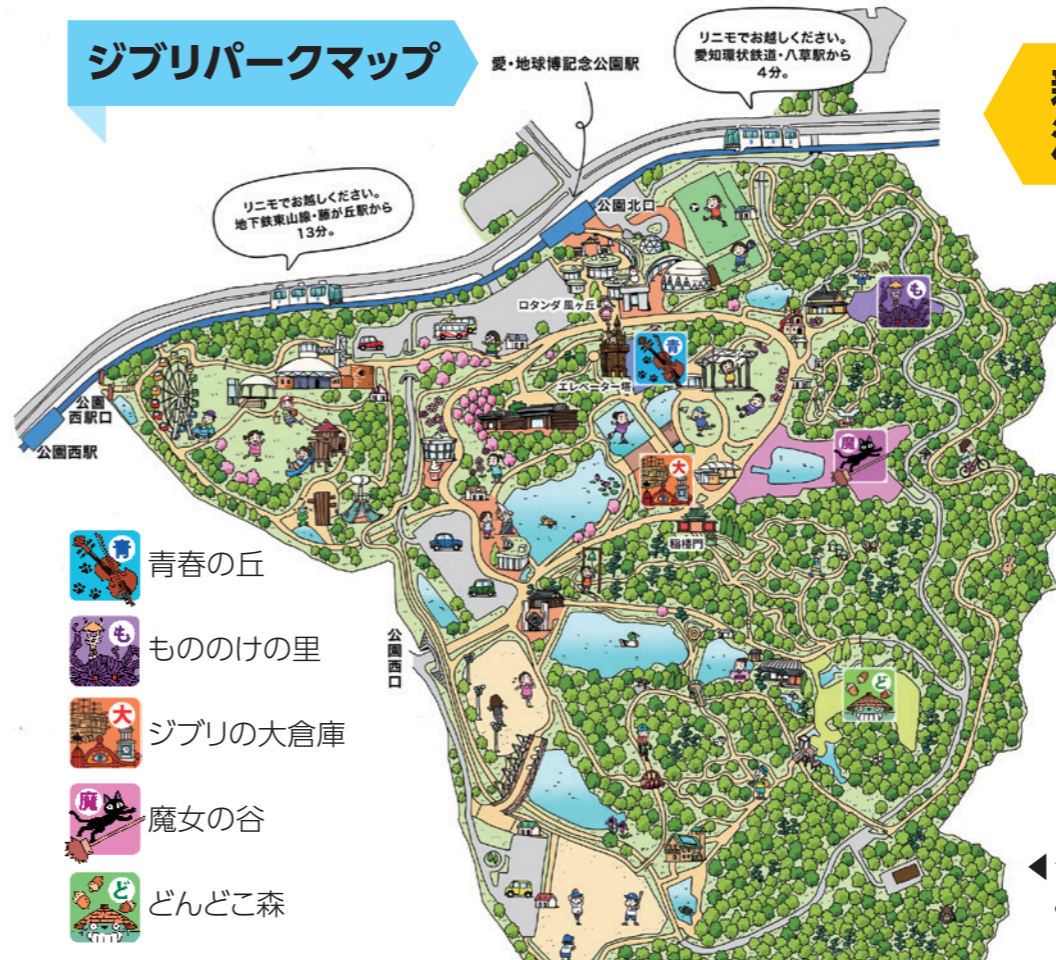 ジブリパークマップ
愛・地球博記念公園駅
リニモでお越しください。
愛知環状鉄道・八草駅から
4分。
リニモでお越しください。
地下鉄東山線・藤が丘駅から
13分。
公園北口
も
ロタンダ 風ヶ丘
青
エレベーター塔
公園
西駅口
公園西駅
魔
大
稲楼門
青
青春の丘
も
もののけの里
公園西口
ど
大
ジブリの大倉庫
魔
魔女の谷
ど
どんどこ森